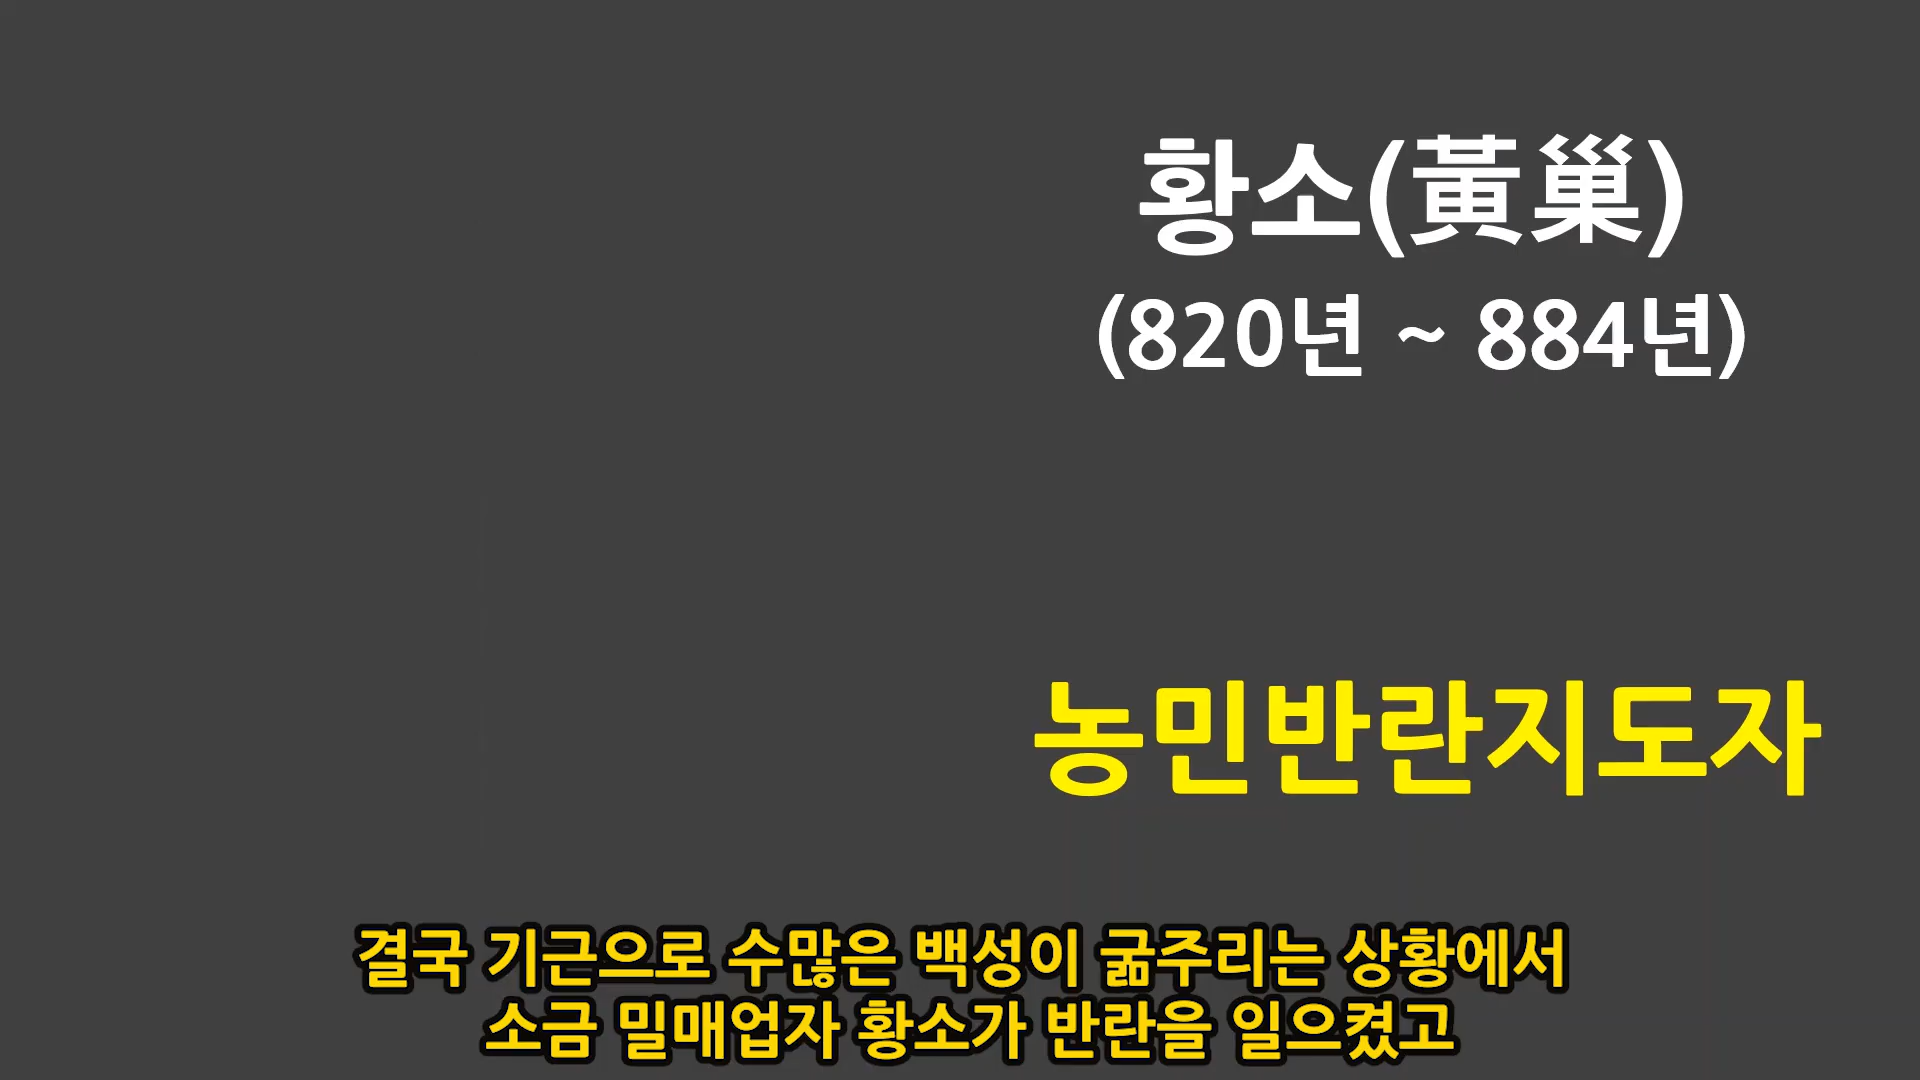 황소(黃巢)
(820년 ~ 884년)
농민반란지도자
결국 기근으로 수많은 백성이 굶주리는 상황에서
소금 밀매업자 황소가 반란을 일으켰고